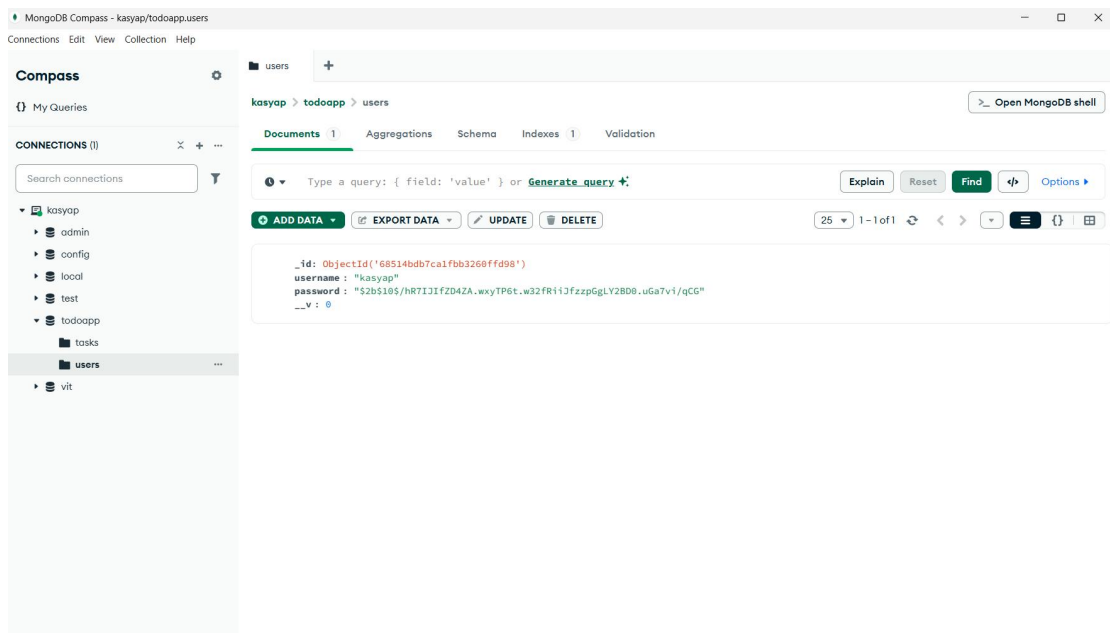 MongoDB Compass - kasyap/todoapp.users
Connections Edit View Collection Help
Compass
{} My Queries
CONNECTIONS (1)
Search connections
kasyap
admin
config
local
test
todoapp
tasks
users
vit
users
kasyap > todoapp > users
>_ Open MongoDB shell
Documents 1 Aggregations Schema Indexes 1 Validation
Type a query: { field: 'value' } or Generate query
Explain Reset Find </> Options
ADD DATA EXPORT DATA UPDATE DELETE
25 1–1 of 1 {}
_id: ObjectId('68514bdb7ca1fbb3260ffd98')
username : "kasyap"
password : "$2b$10$/hR7IJIfZD4ZA.wxyTP6t.w32fRiiJfzzpGgLY2BD0.uGa7vi/qCG"
__v : 0